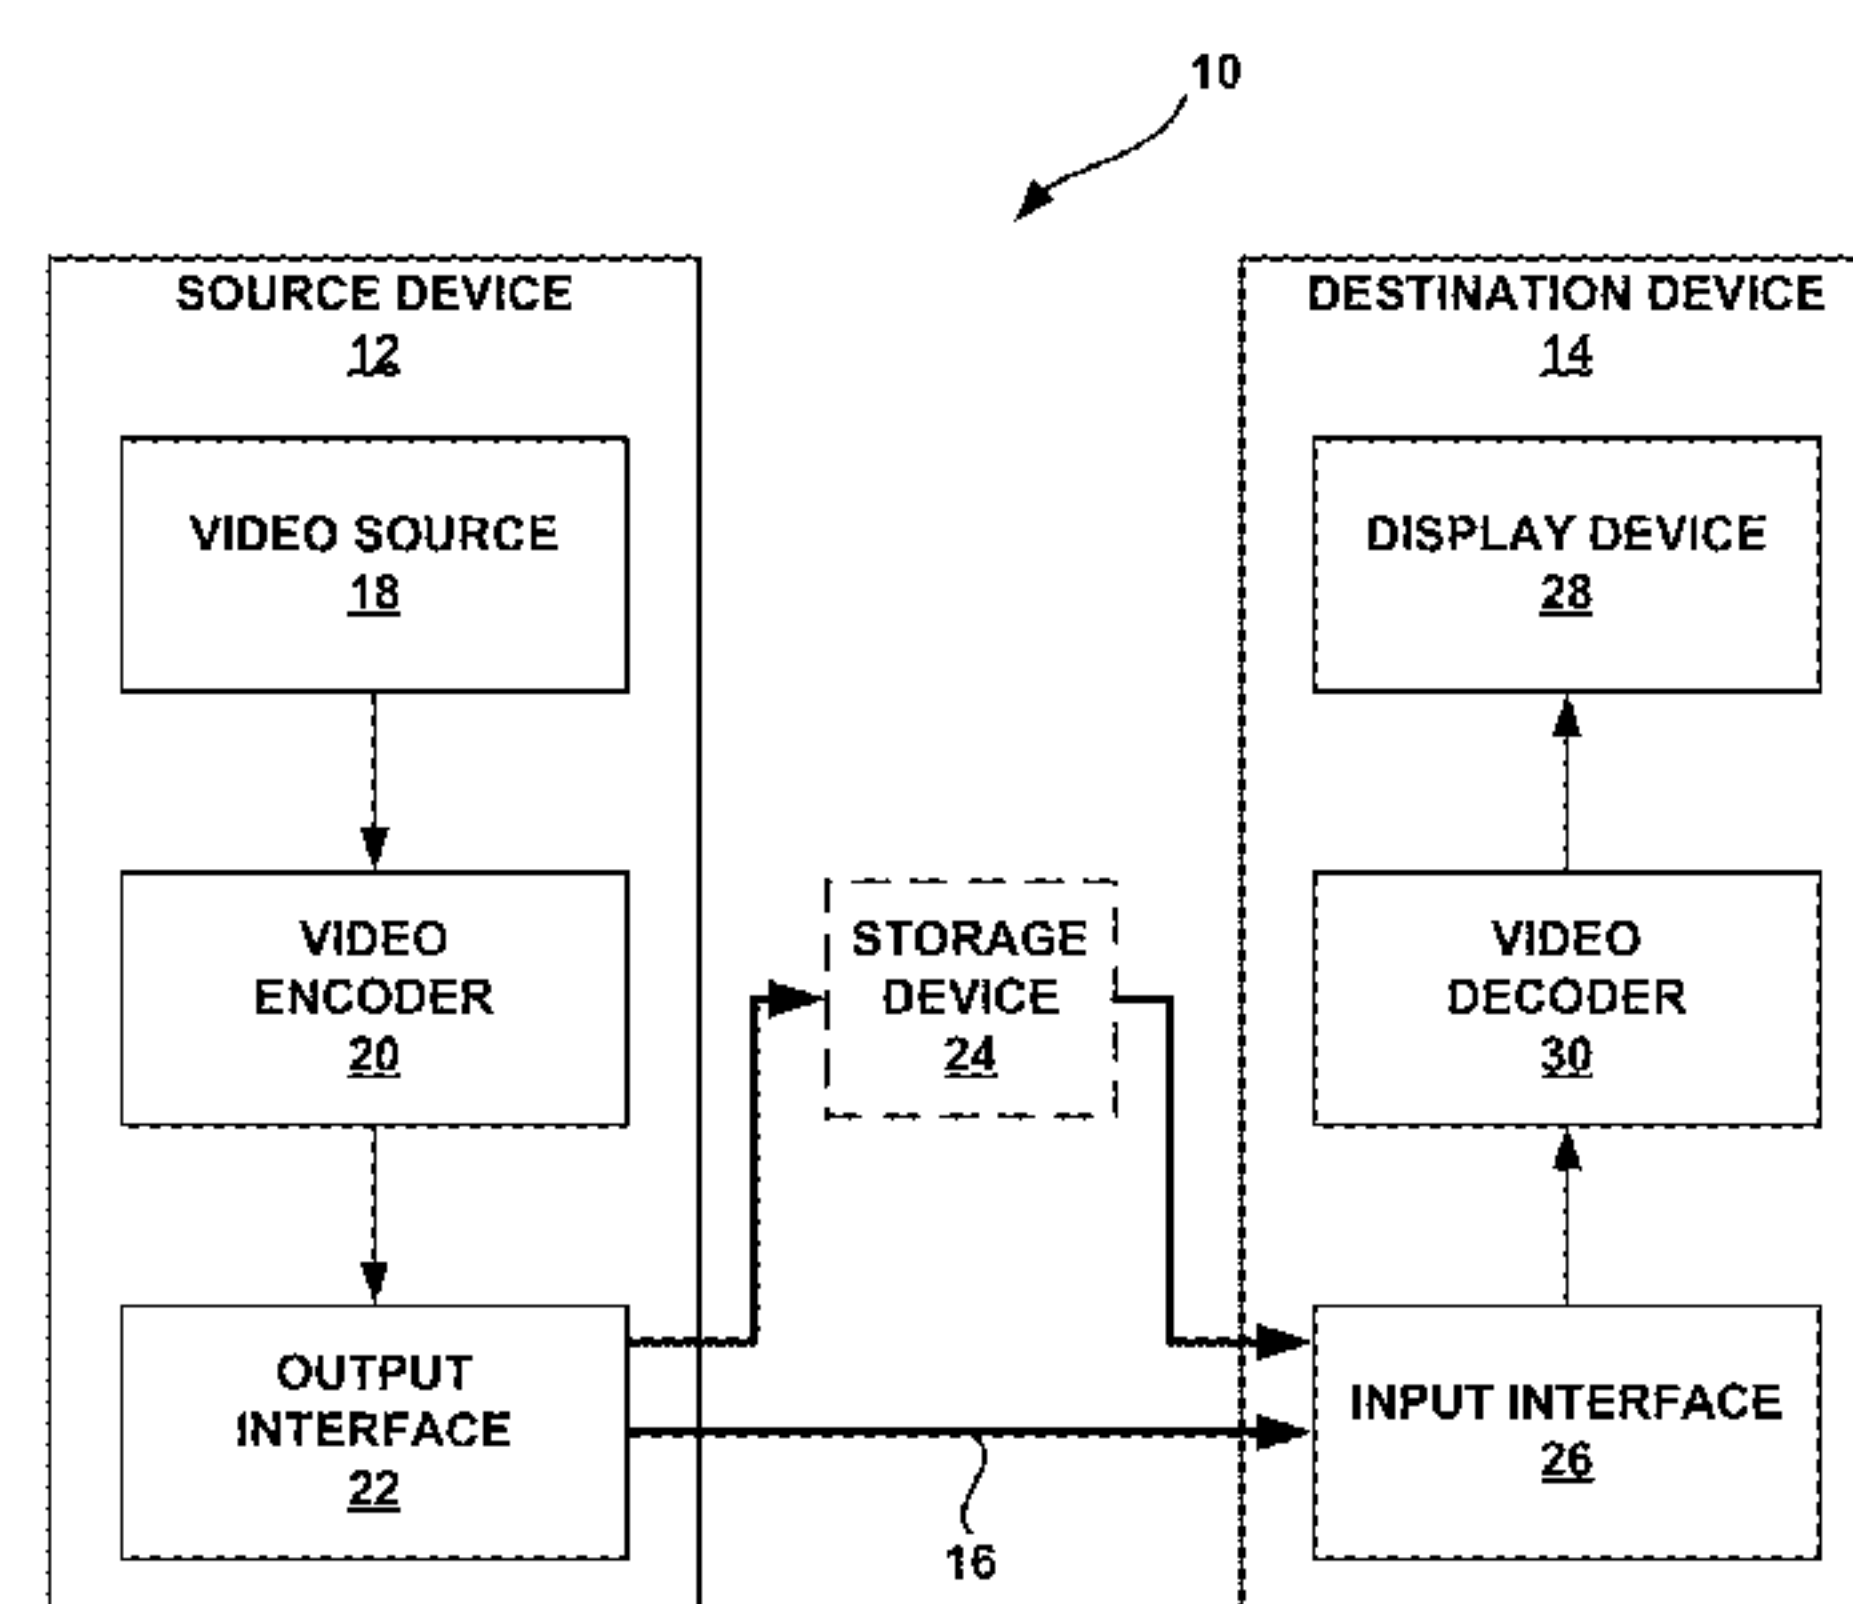 10
SOURCE DEVICE
12
VIDEO SOURCE
18
VIDEO
ENCODER
20
OUTPUT
INTERFACE
22
STORAGE
DEVICE
24
16
DESTINATION DEVICE
14
DISPLAY DEVICE
28
VIDEO
DECODER
30
INPUT INTERFACE
26